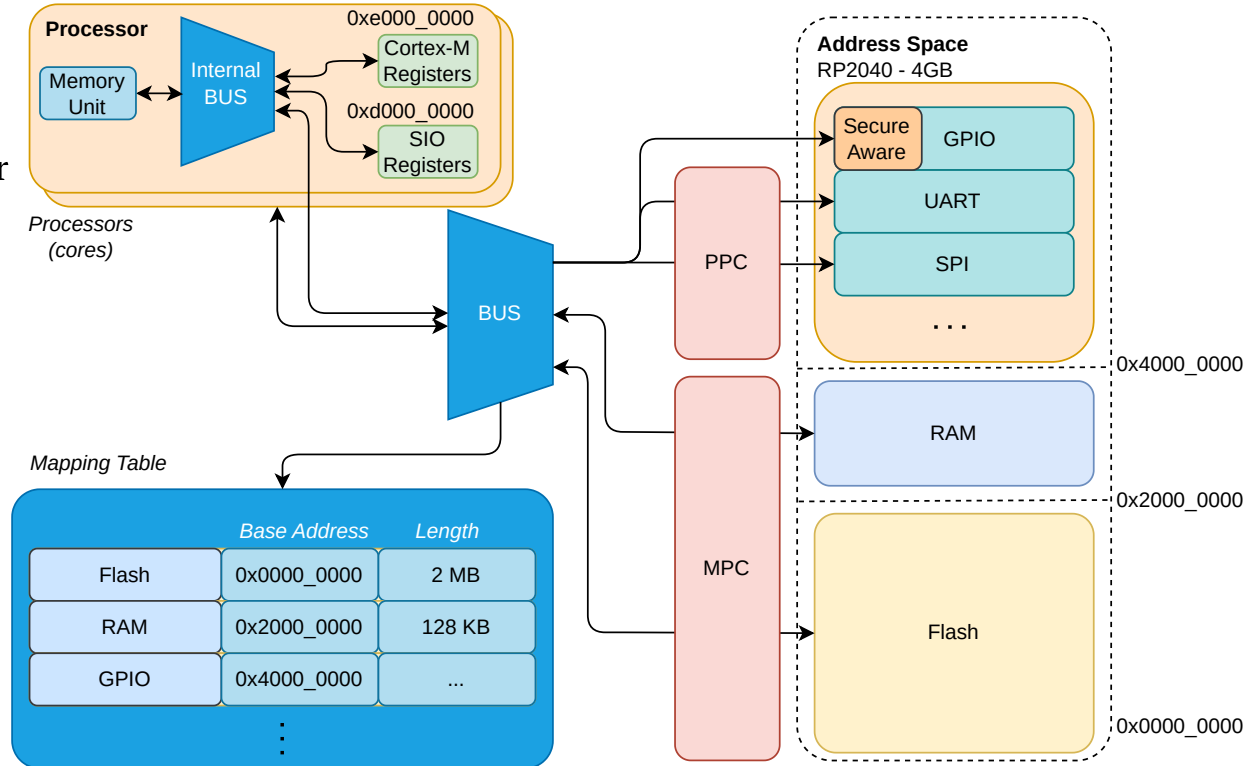 Processor
0xe000_0000
Cortex-M
Registers
Internal
BUS
Memory
Unit
0xd000_0000
SIO
Registers
r
Processors
(cores)
BUS
PPC
MPC
Address Space
RP2040 - 4GB
Secure
Aware
GPIO
UART
SPI
. . .
0x4000_0000
RAM
0x2000_0000
Flash
0x0000_0000
Mapping Table
Base Address Length
Flash 0x0000_0000 2 MB
RAM 0x2000_0000 128 KB
GPIO 0x4000_0000 ...
...